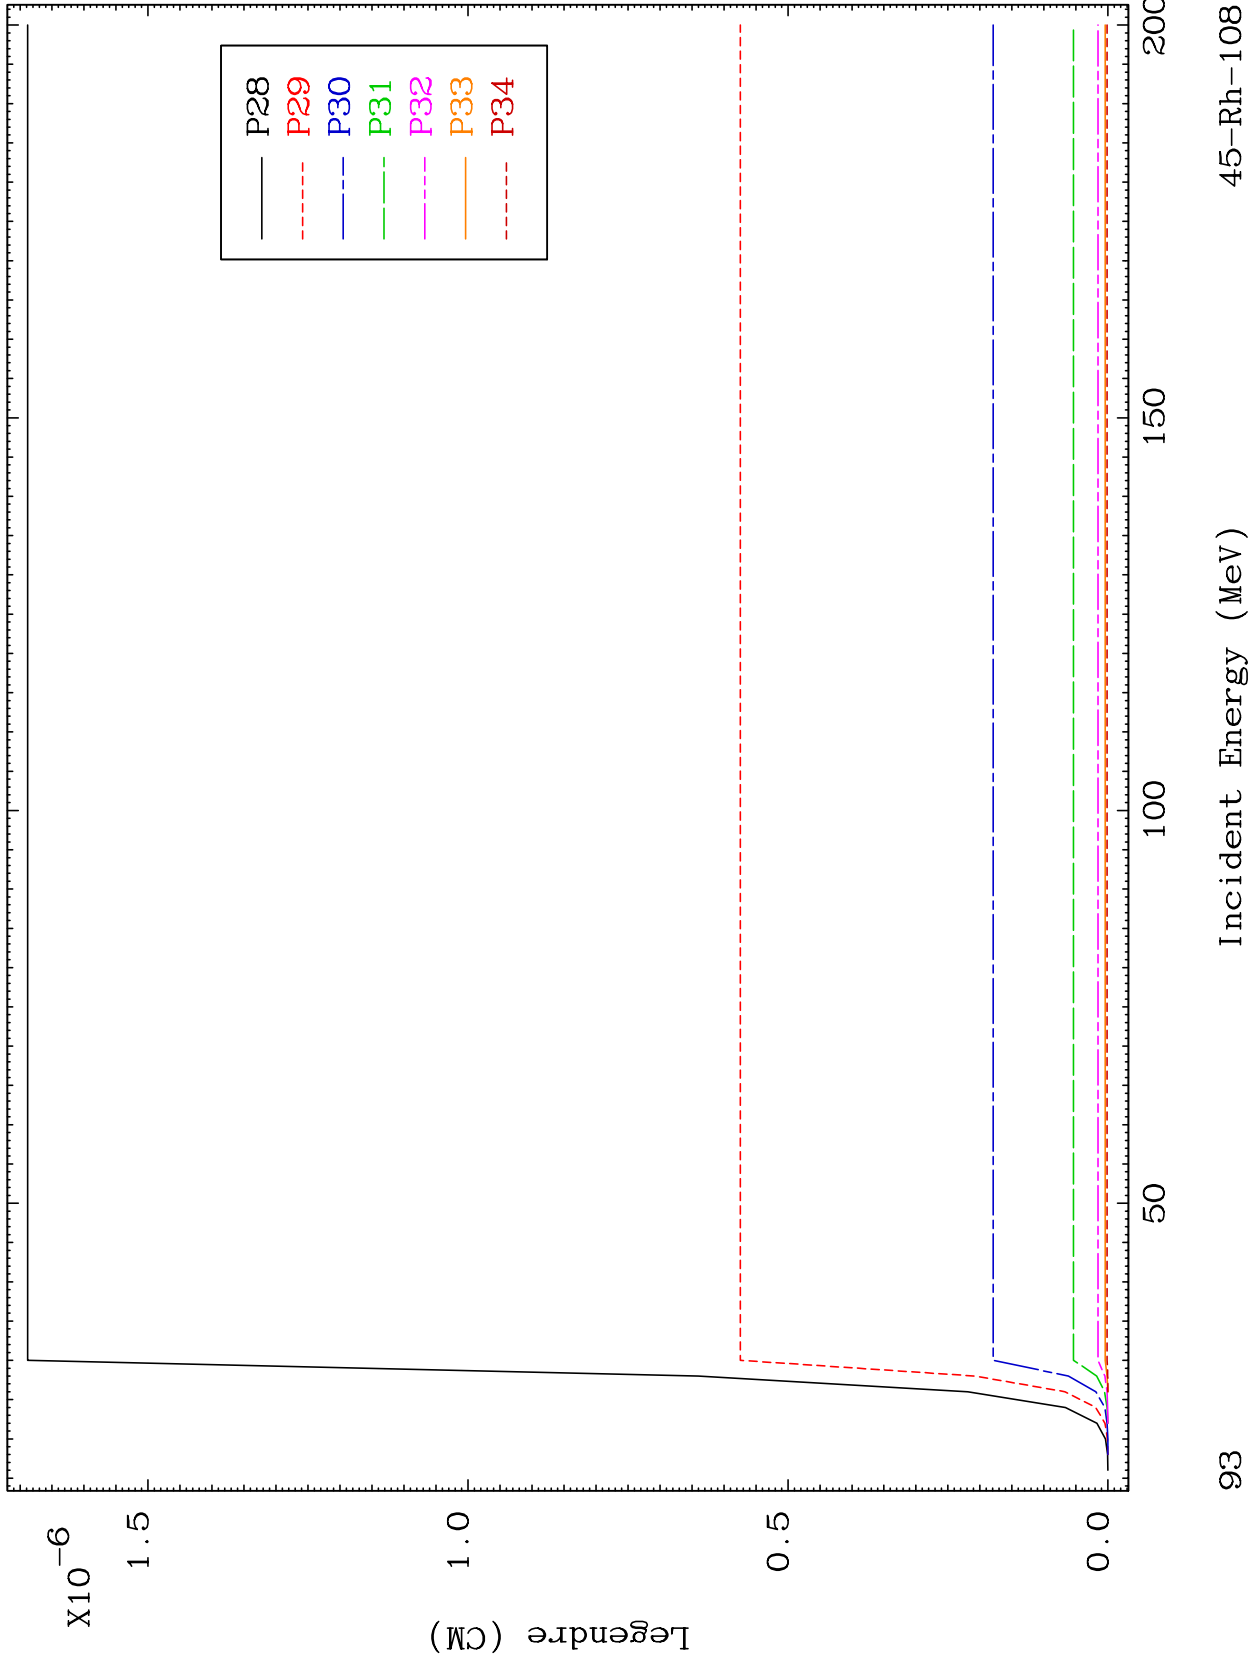 X10-6
Legendre (CM)
1.5
1.0
0.5
0.0
P28
P29
P30
P31
P32
P33
P34
50
100
150
200
Incident Energy (MeV)
93
45-Rh-108